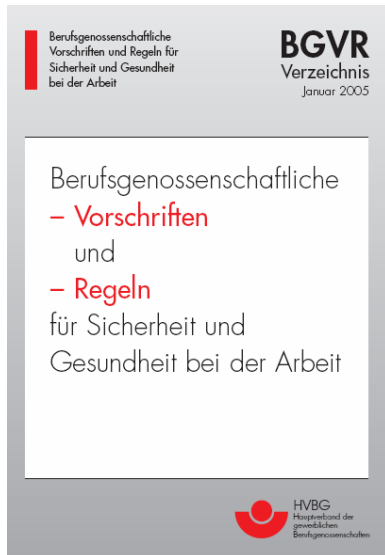 Berufsgenossenschaftliche
Vorschriften und Regeln für
Sicherheit und Gesundheit
bei der Arbeit
BGVR
Verzeichnis
Januar 2005
Berufsgenossenschaftliche
– Vorschriften
und
– Regeln
für Sicherheit und
Gesundheit bei der Arbeit
HVBG
Hauptverband der
gewerblichen
Berufsgenossenschaften